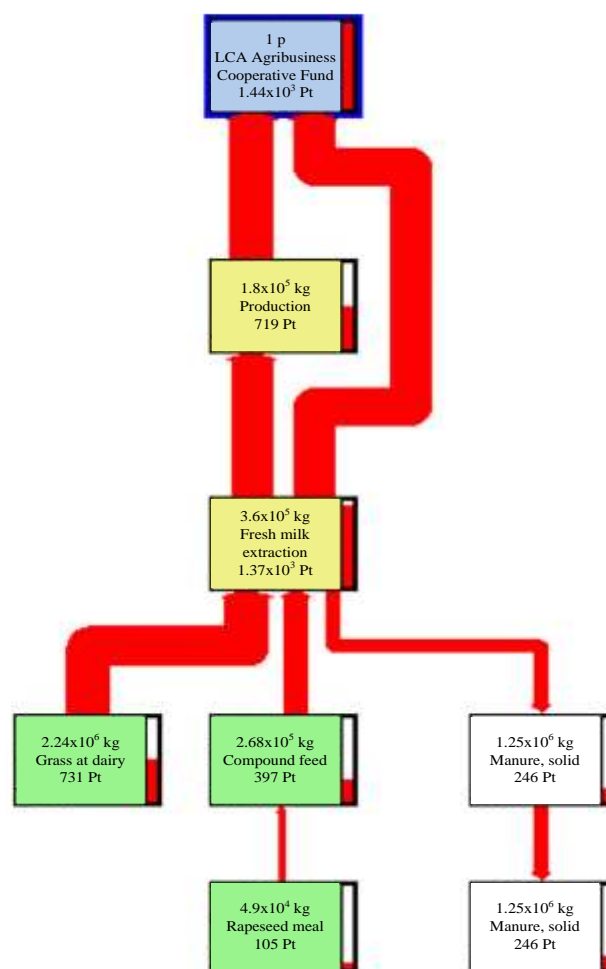 1 p
LCA Agribusiness
Cooperative Fund
1.44x10³ Pt
1.8x10⁵ kg
Production
719 Pt
3.6x10⁵ kg
Fresh milk
extraction
1.37x10³ Pt
2.24x10⁶ kg
Grass at dairy
731 Pt
2.68x10⁵ kg
Compound feed
397 Pt
1.25x10⁶ kg
Manure, solid
246 Pt
4.9x10⁴ kg
Rapeseed meal
105 Pt
1.25x10⁶ kg
Manure, solid
246 Pt